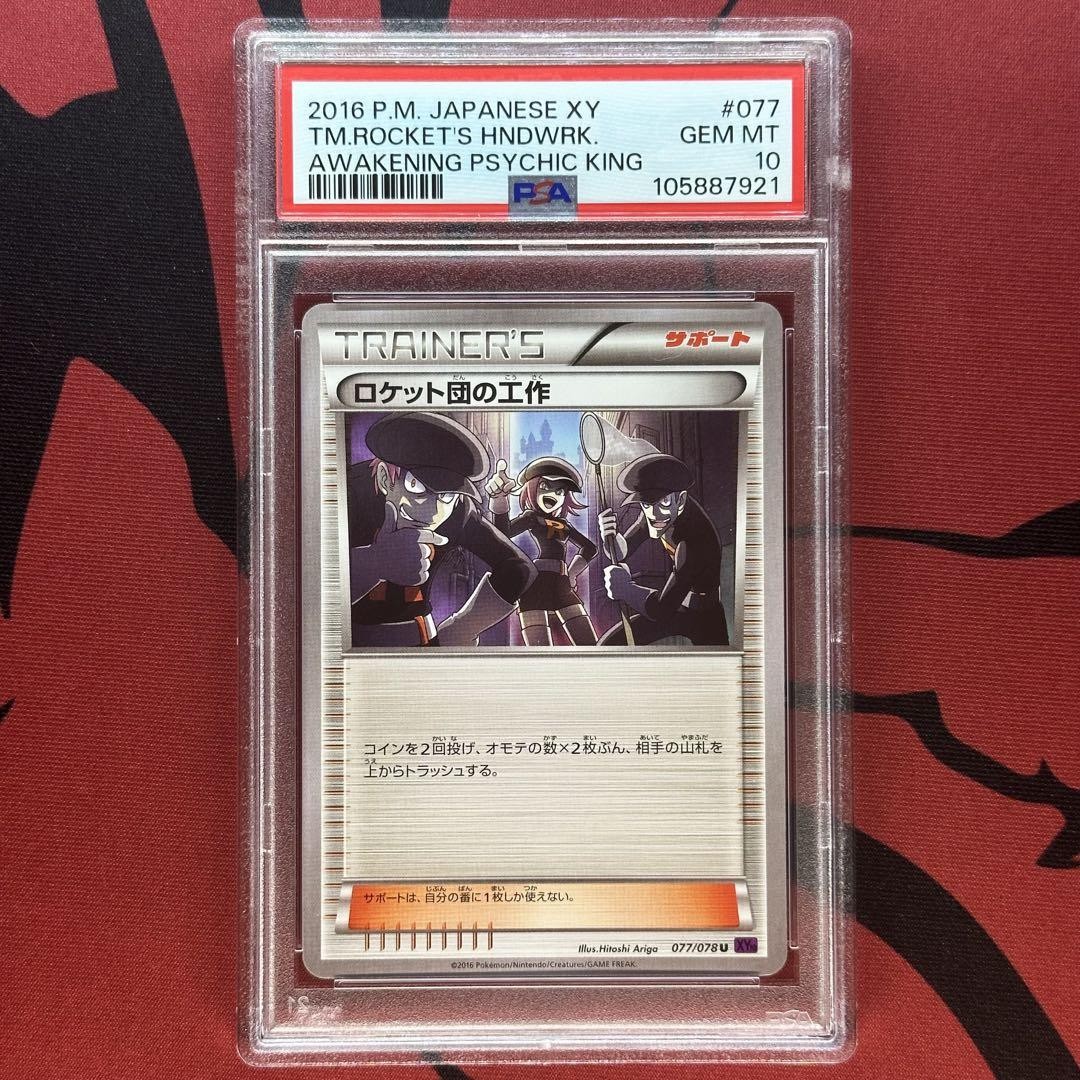 2016 P.M. JAPANESE XY #077
TM.ROCKET'S HNDWRK. GEM MT
AWAKENING PSYCHIC KING 10
PSA 105887921
TRAINER'S サポート
ロケット団の工作
R
コインを2回投げ、オモテの数×2枚ぶん、相手の山札を
上からトラッシュする。
サポートは、自分の番に1枚しか使えない。
Illus.Hitoshi Ariga 077/078 U XY10
©2016 Pokémon/Nintendo/Creatures/GAME FREAK.